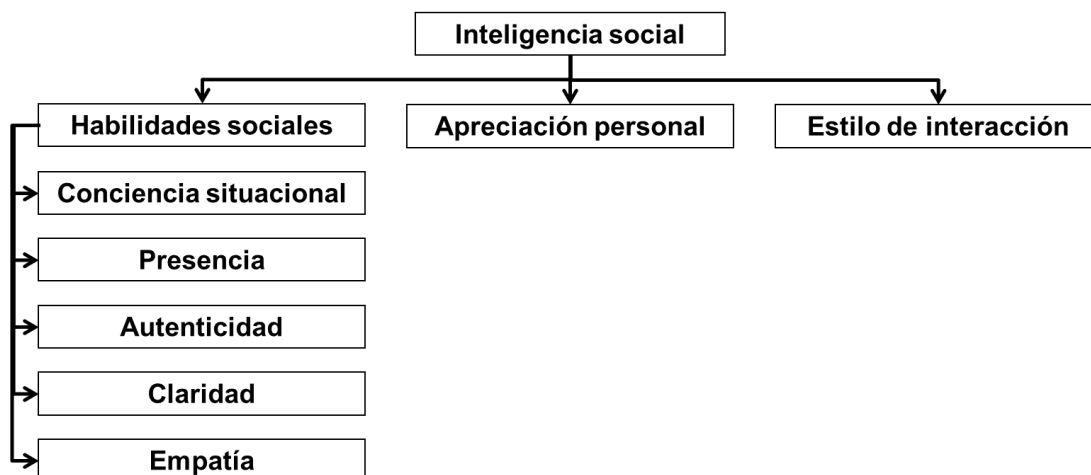 Inteligencia social
Habilidades sociales
Apreciación personal
Estilo de interacción
Conciencia situacional
Presencia
Autenticidad
Claridad
Empatía